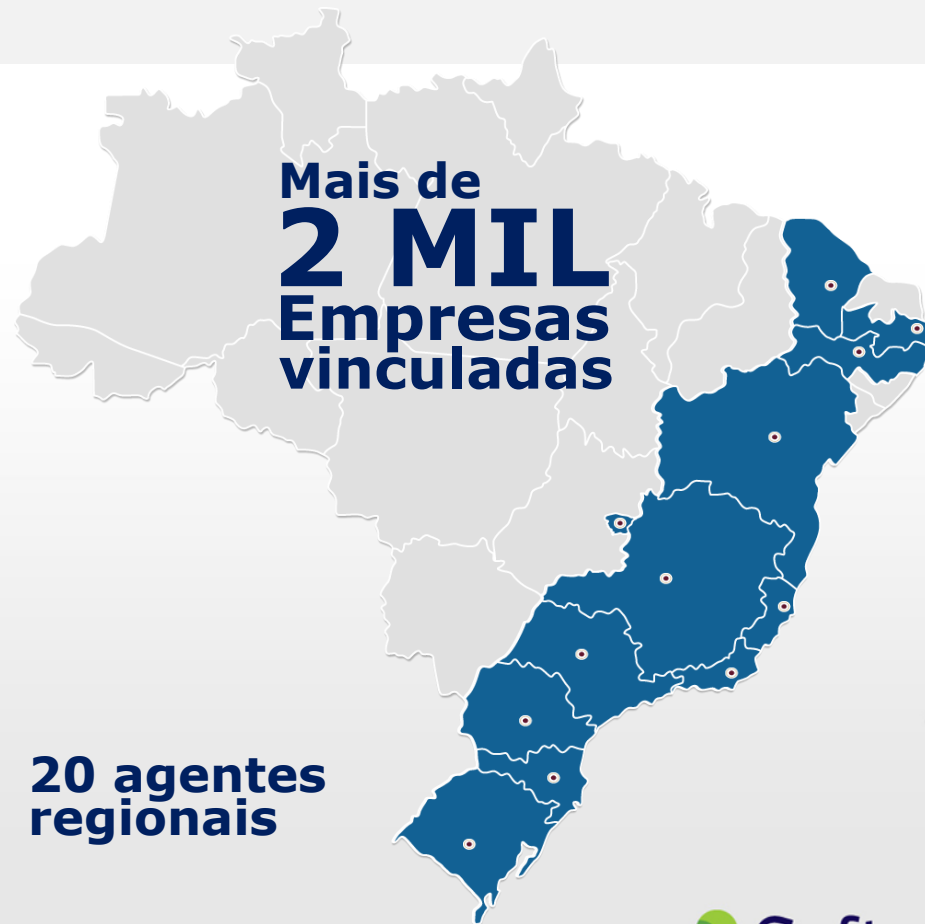 Mais de
2 MIL
Empresas
vinculadas
20 agentes
regionais